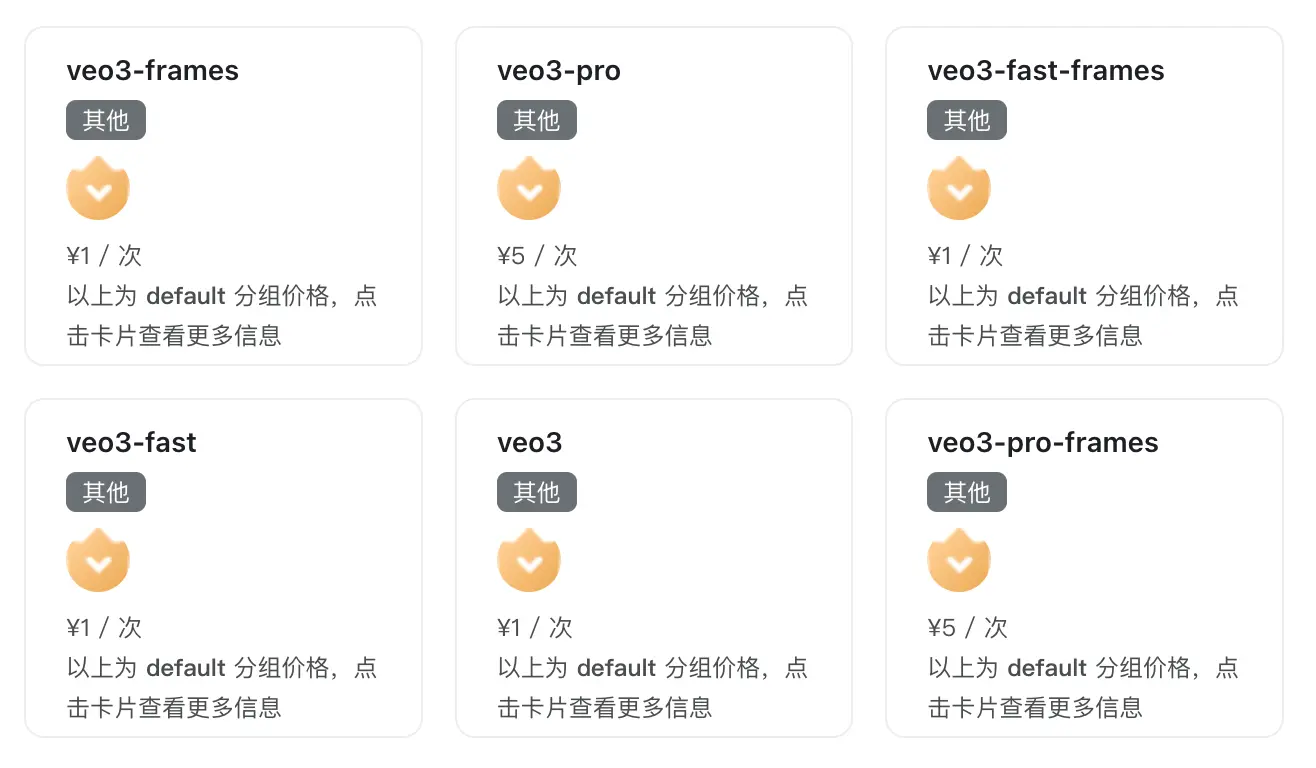 veo3-frames
其他
¥1 / 次
以上为 default 分组价格，点
击卡片查看更多信息
veo3-pro
其他
¥5 / 次
以上为 default 分组价格，点
击卡片查看更多信息
veo3-fast-frames
其他
¥1 / 次
以上为 default 分组价格，点
击卡片查看更多信息
veo3-fast
其他
¥1 / 次
以上为 default 分组价格，点
击卡片查看更多信息
veo3
其他
¥1 / 次
以上为 default 分组价格，点
击卡片查看更多信息
veo3-pro-frames
其他
¥5 / 次
以上为 default 分组价格，点
击卡片查看更多信息